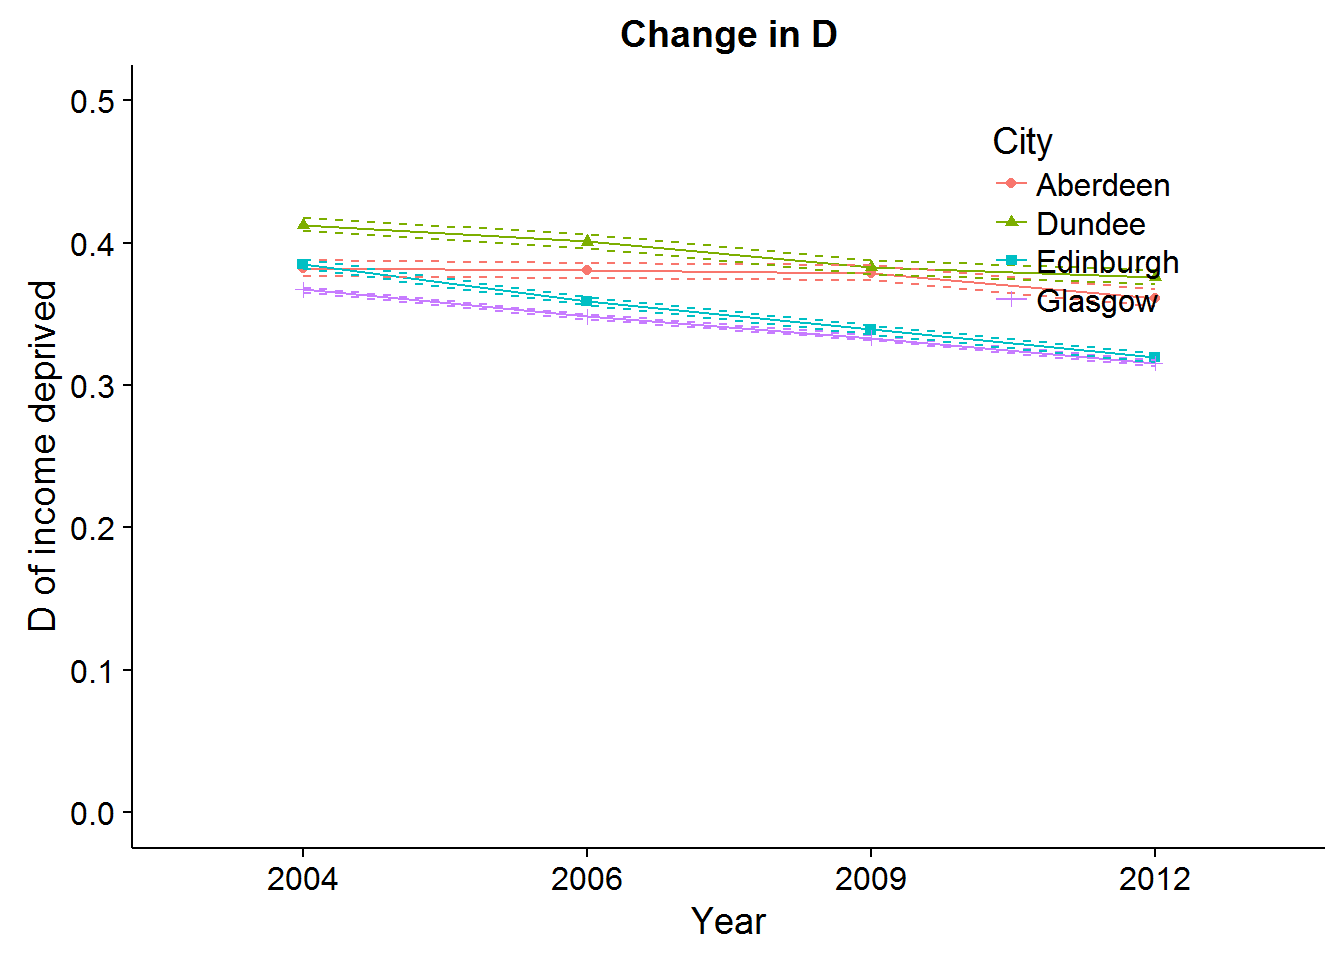 Change in D
D of income deprived
0.5
0.4
0.3
0.2
0.1
0.0
City
Aberdeen
Dundee
Edinburgh
Glasgow
2004 2006 2009 2012
Year